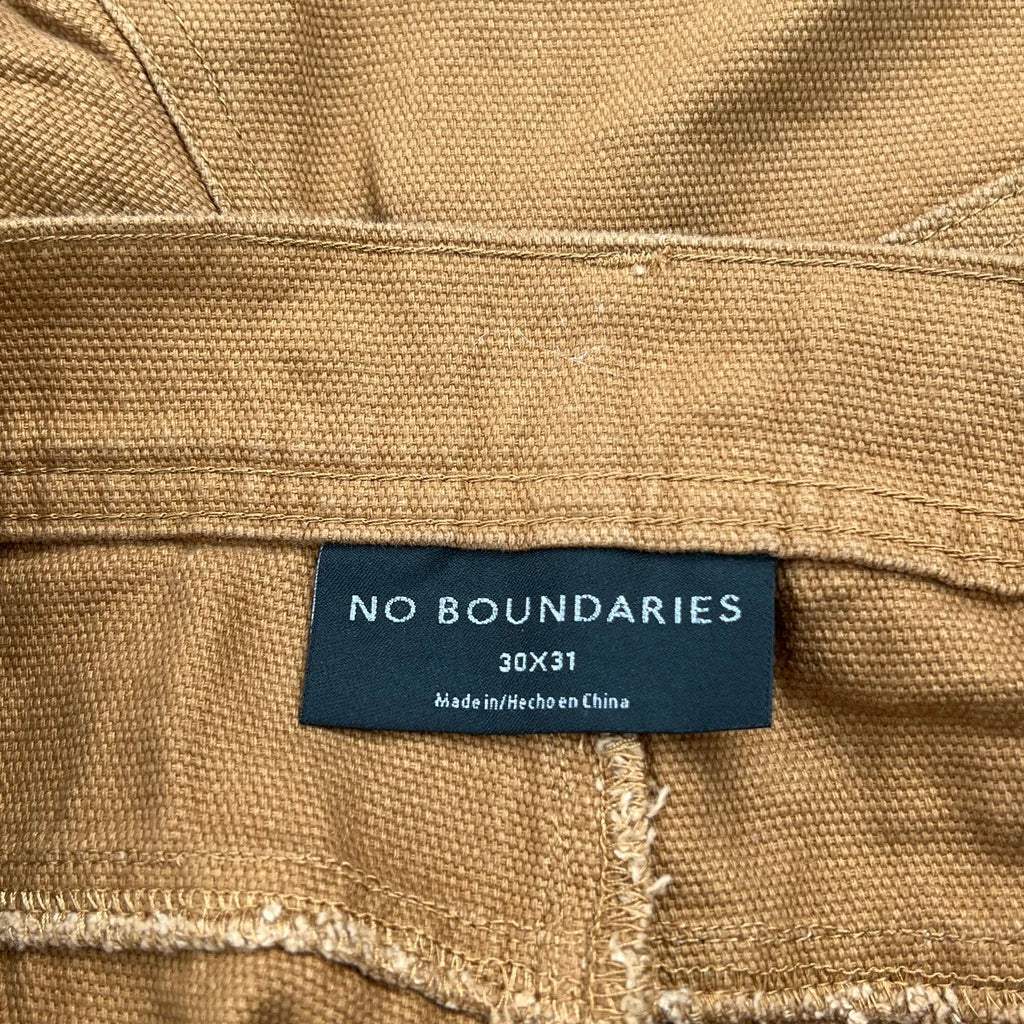 NO BOUNDARIES
30X31
Made in/Hecho en China